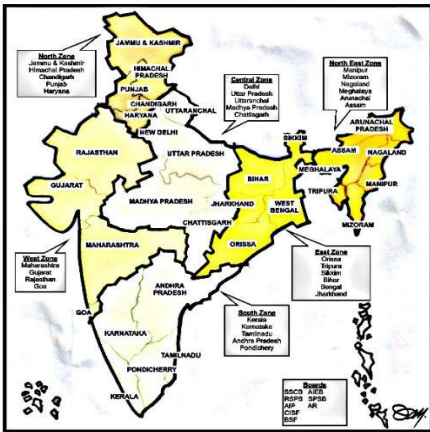 North Zone
Jammu & Kashmir
Himachal Pradesh
Chandigarh
Punjab
Haryana
JAMMU & KASHMIR
HIMACHAL
PRADESH
PUNJAB
CHANDIGARH
UTTARANCHAL
HARYANA
NEW DELHI
Central Zone
Delhi
Uttar Pradesh
Uttaranchal
Madhya Pradesh
Chattisgarh
North East Zone
Manipur
Mizoram
Nagaland
Meghalaya
Arunachal
Assam
ARUNACHAL
PRADESH
SIKKIM
ASSAM
NAGALAND
MEGHALAYA
MANIPUR
TRIPURA
MIZORAM
RAJASTHAN
UTTAR PRADESH
BIHAR
GUJARAT
MADHYA PRADESH
JHARKHAND
WEST
BENGAL
CHATTISGARH
ORISSA
MAHARASHTRA
West Zone
Maharashtra
Gujarat
Rajasthan
Goa
East Zone
Orissa
Tripura
Sikkim
Bihar
Bengal
Jharkhand
ANDHRA
PRADESH
GOA
KARNATAKA
TAMILNADU
PONDICHERRY
KERALA
South Zone
Kerala
Karnataka
Tamilnadu
Andhra Pradesh
Pondichery
Boards
SSCB AIEB
RSPB SPSB
AIP AR
CISF
BSF